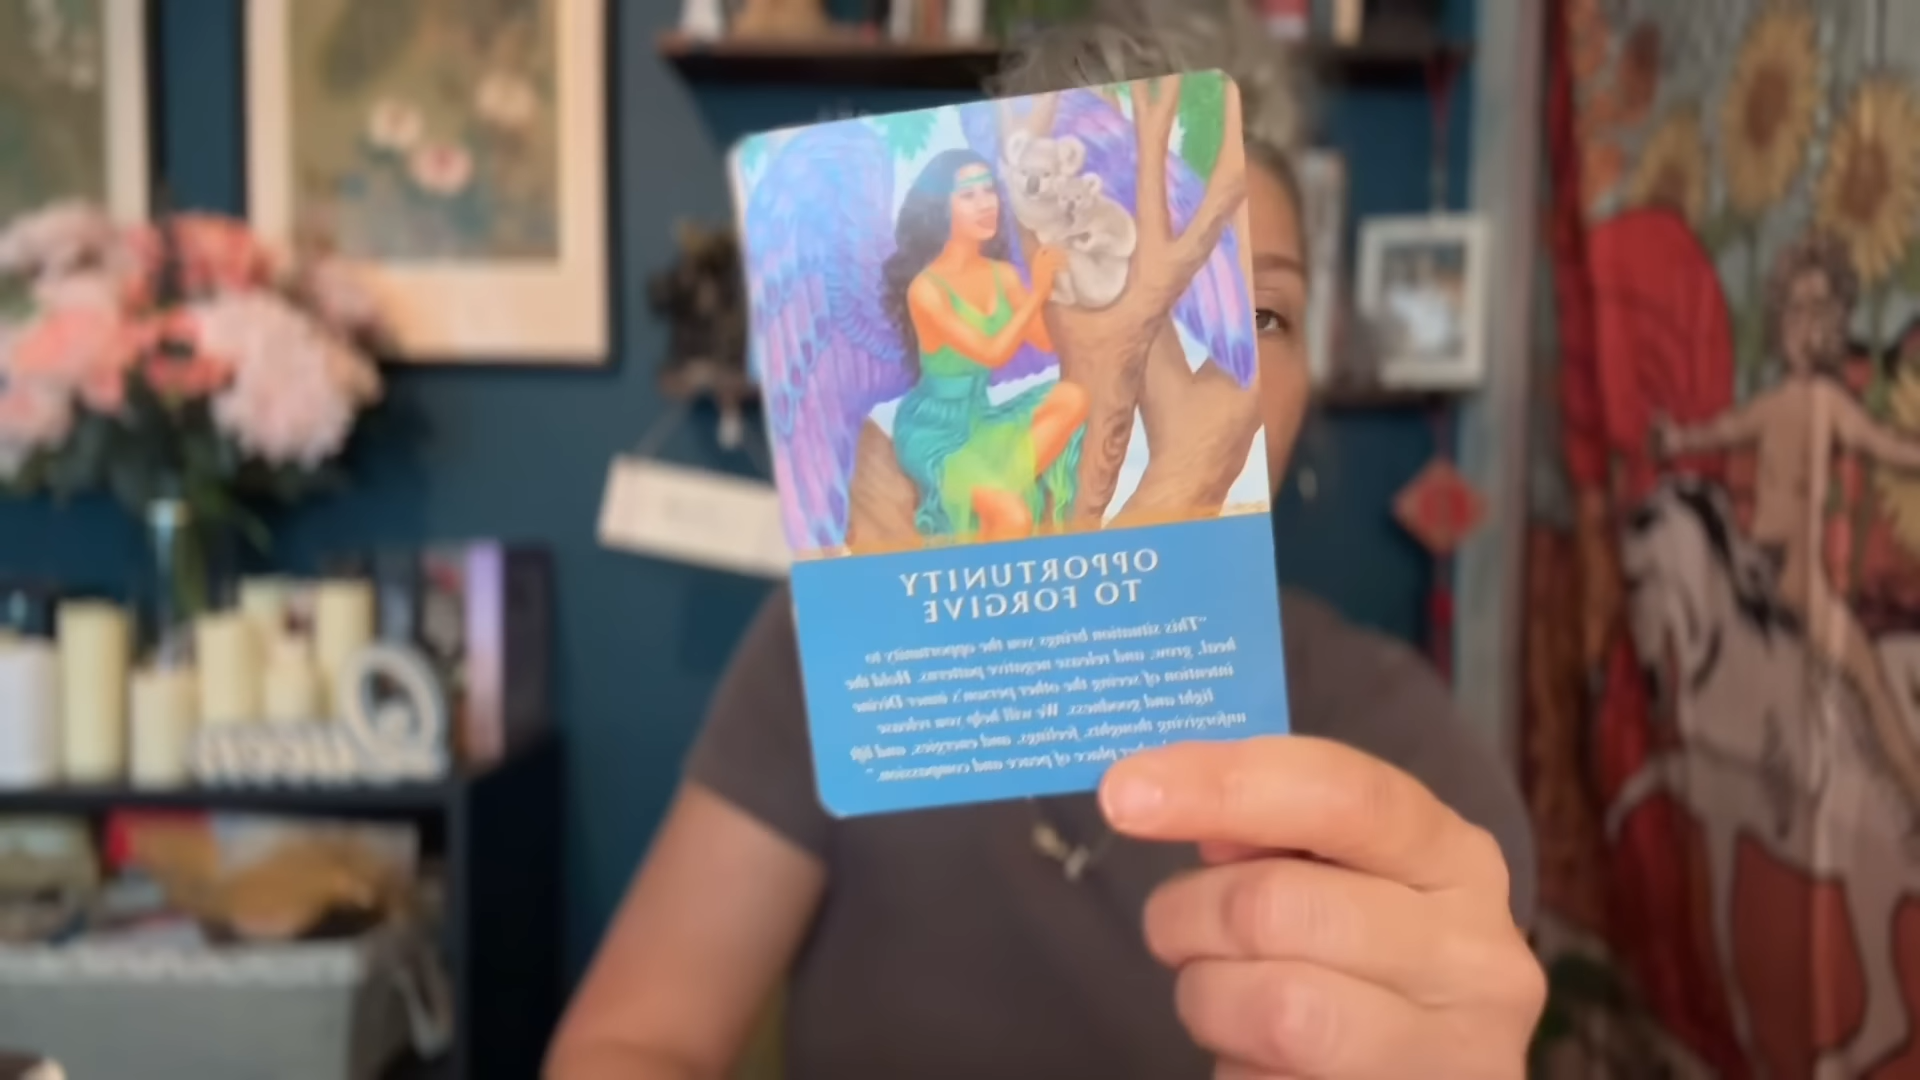 OPPORTUNITY
TO FORGIVE
"This situation brings you the opportunity to
heal, grow, and release negative patterns. Hold the
intention of seeing the other person's inner Divine
light and goodness. We will help you release
unforgiving thoughts, feelings, and energies, and lift
place of peace and compassion."
Queen